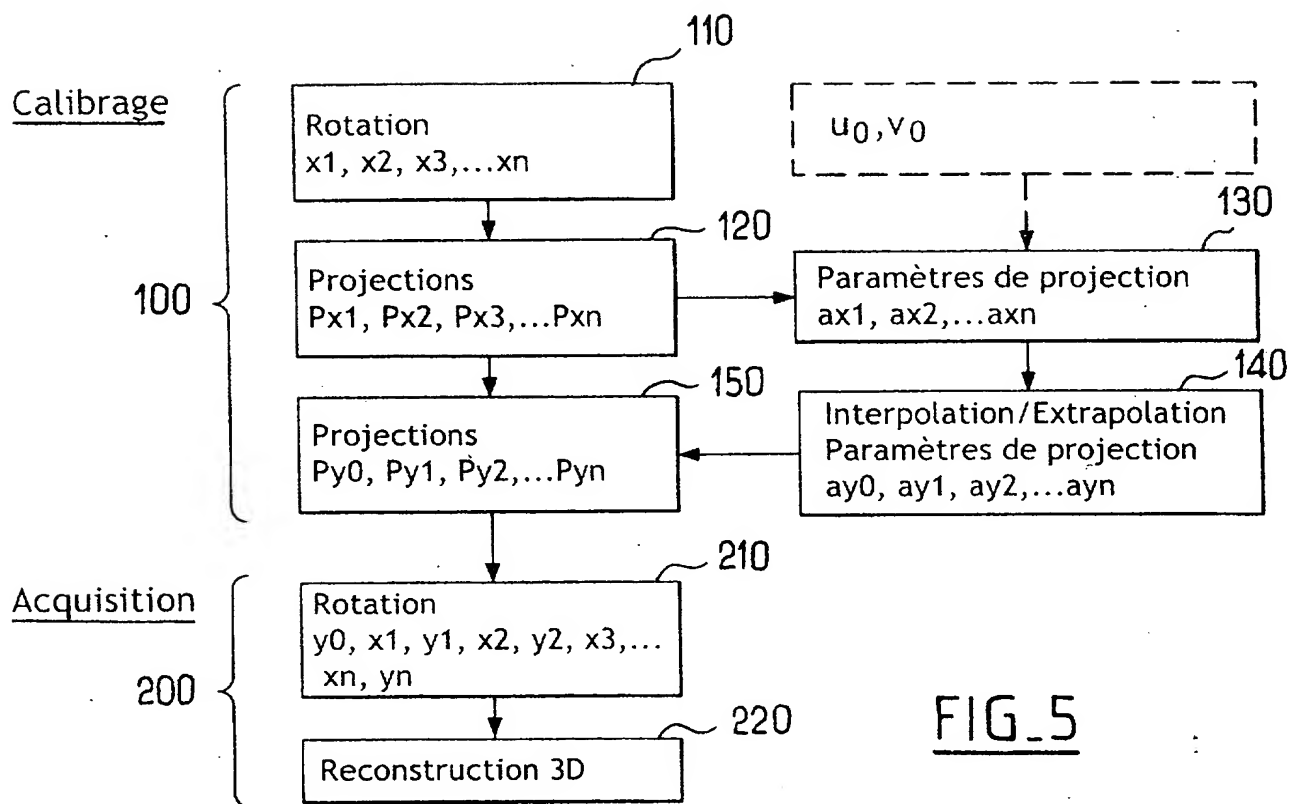 110
Calibrage
Rotation
x1, x2, x3,...xn
u0,v0
120
130
100
Projections
Px1, Px2, Px3,...Pxn
Paramètres de projection
ax1, ax2,...axn
150
140
Projections
Py0, Py1, Py2,...Pyn
Interpolation/Extrapolation
Paramètres de projection
ay0, ay1, ay2,...ayn
210
Acquisition
200
Rotation
y0, x1, y1, x2, y2, x3,...
xn, yn
220
Reconstruction 3D
FIG_5